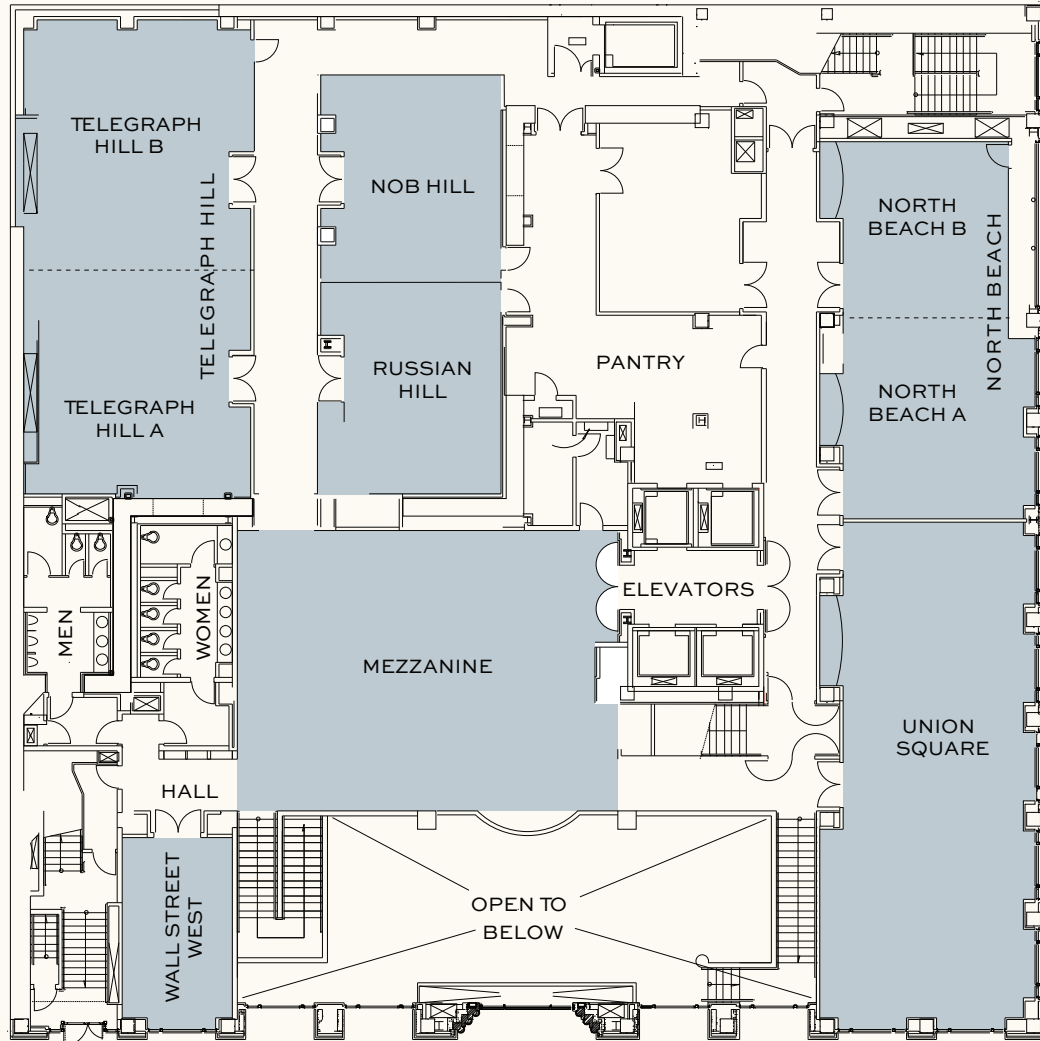 TELEGRAPH
HILL B
TELEGRAPH HILL
TELEGRAPH
HILL A
NOB HILL
RUSSIAN
HILL
PANTRY
NORTH
BEACH B
NORTH BEACH
NORTH
BEACH A
MEN
WOMEN
MEZZANINE
ELEVATORS
UNION
SQUARE
HALL
WALL STREET
WEST
OPEN TO
BELOW